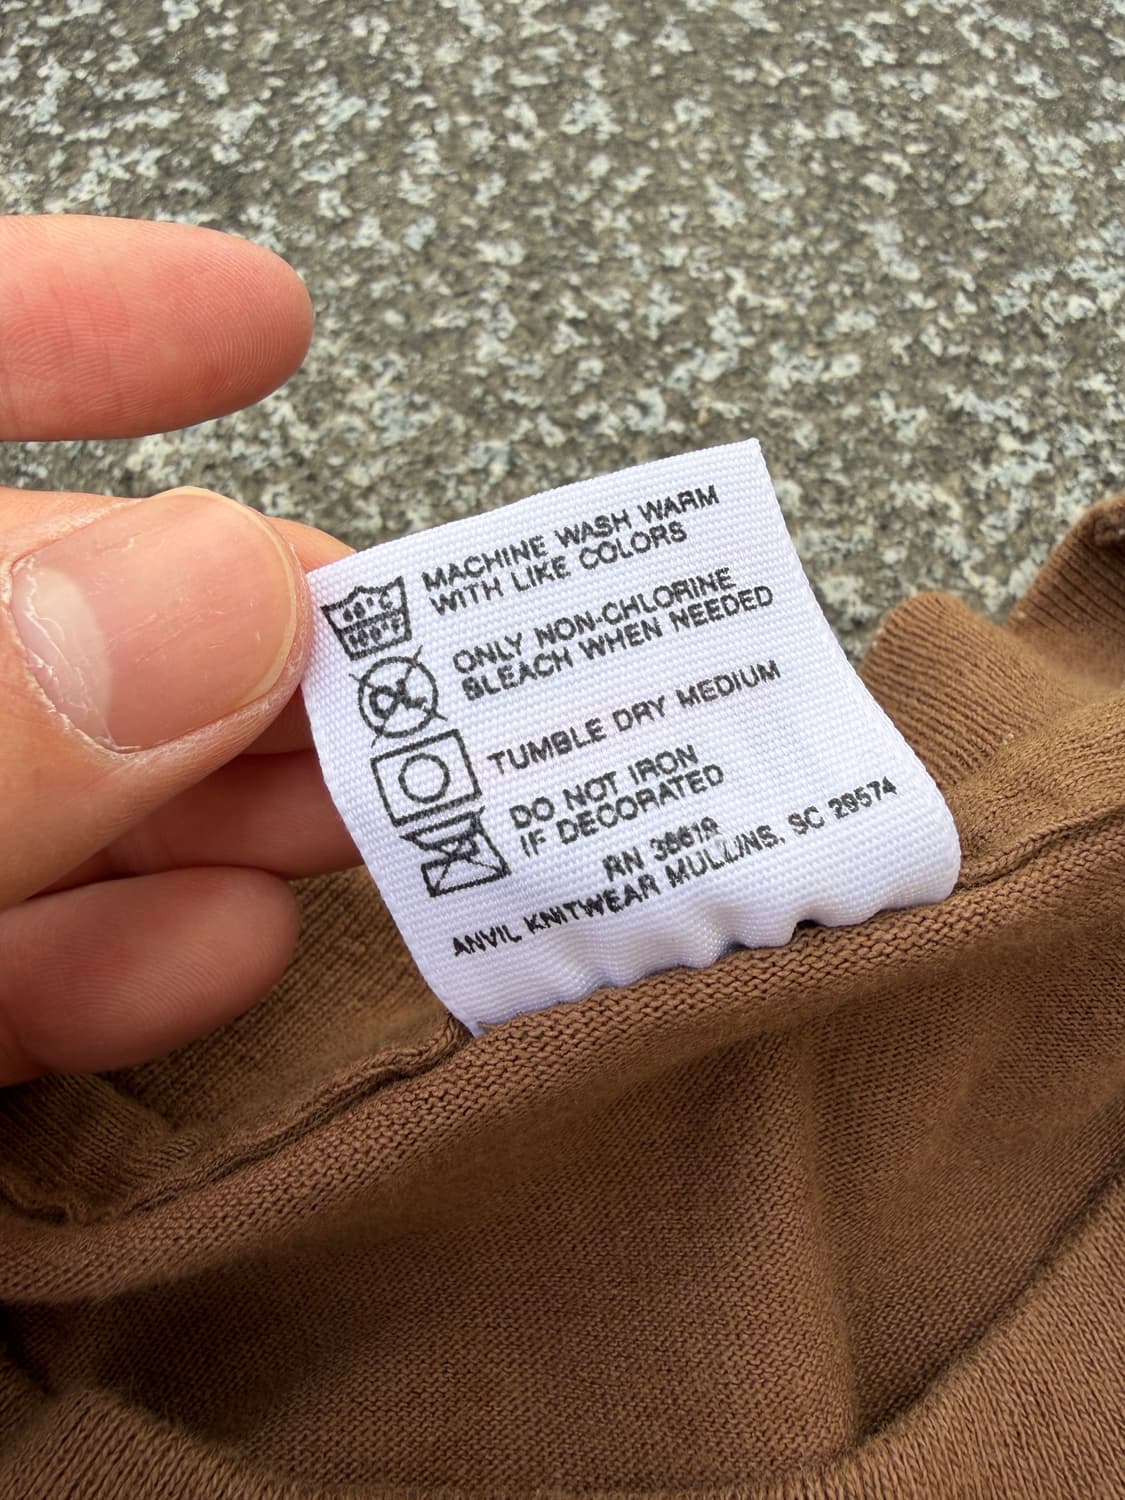 MACHINE WASH WARM
WITH LIKE COLORS
ONLY NON-CHLORINE
BLEACH WHEN NEEDED
TUMBLE DRY MEDIUM
DO NOT IRON
IF DECORATED
RN
ANVIL KNITWEAR MULLINS, SC 29574